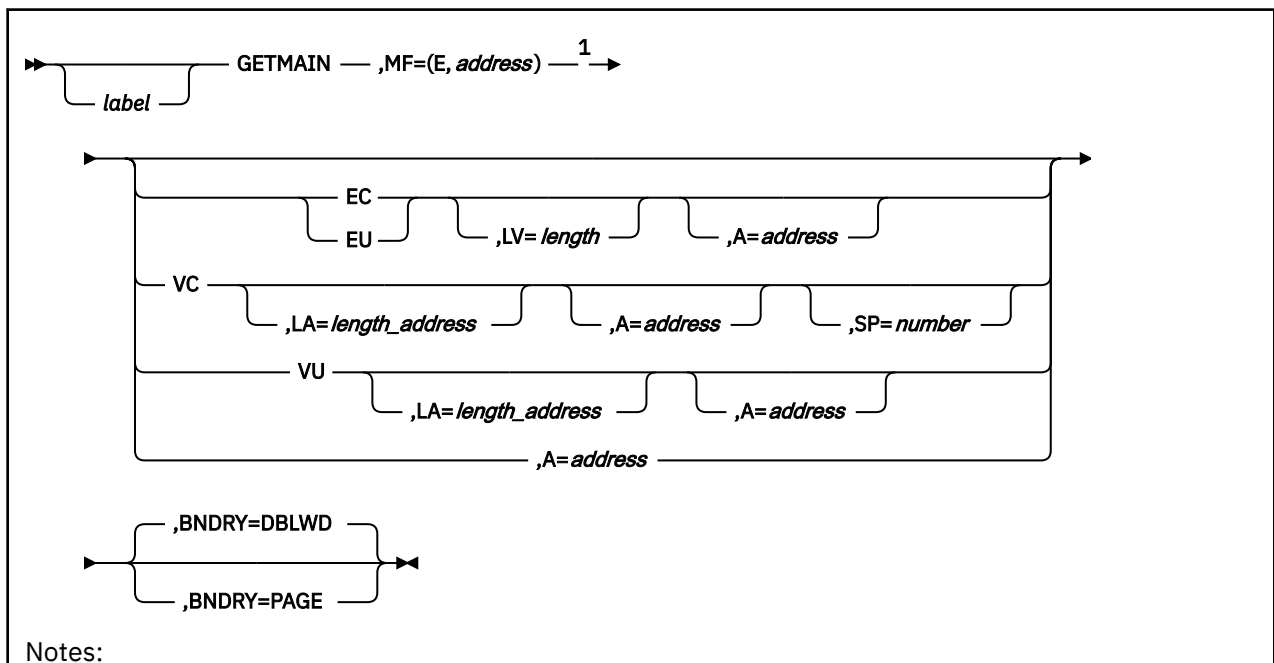 1
GETMAIN ,MF=(E, address)
label
EC
EU ,LV= length ,A= address
VC
,LA= length_address ,A= address ,SP= number
VU
,LA= length_address ,A= address
,A= address
,BNDRY=DBLWD
,BNDRY=PAGE
Notes: